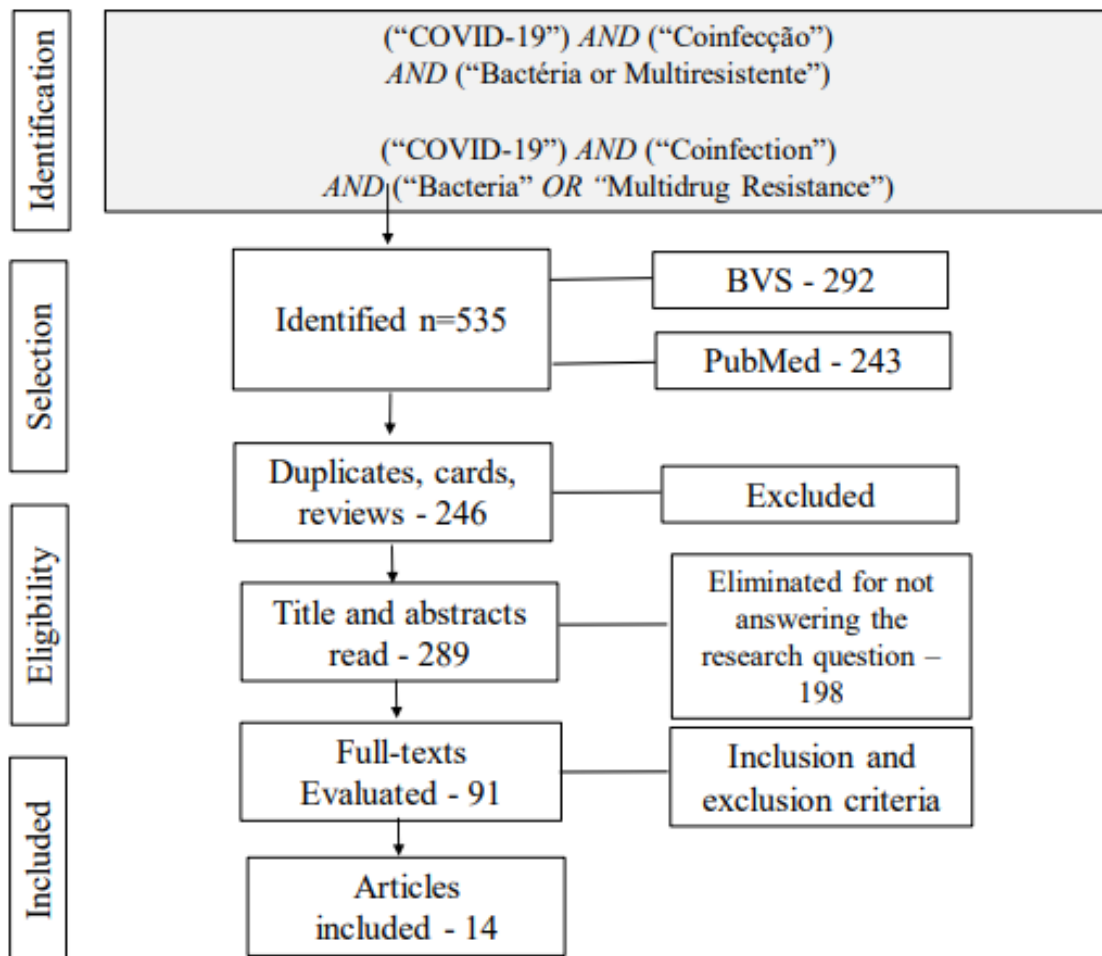 Identification
(“COVID-19”) AND (“Coinfecção”)
AND (“Bactéria or Multiresistente”)
(“COVID-19”) AND (“Coinfection”)
AND (“Bacteria” OR “Multidrug Resistance”)
Selection
Identified n=535
BVS - 292
PubMed - 243
Duplicates, cards,
reviews - 246
Excluded
Eligibility
Title and abstracts
read - 289
Eliminated for not
answering the
research question –
198
Full-texts
Evaluated - 91
Inclusion and
exclusion criteria
Included
Articles
included - 14